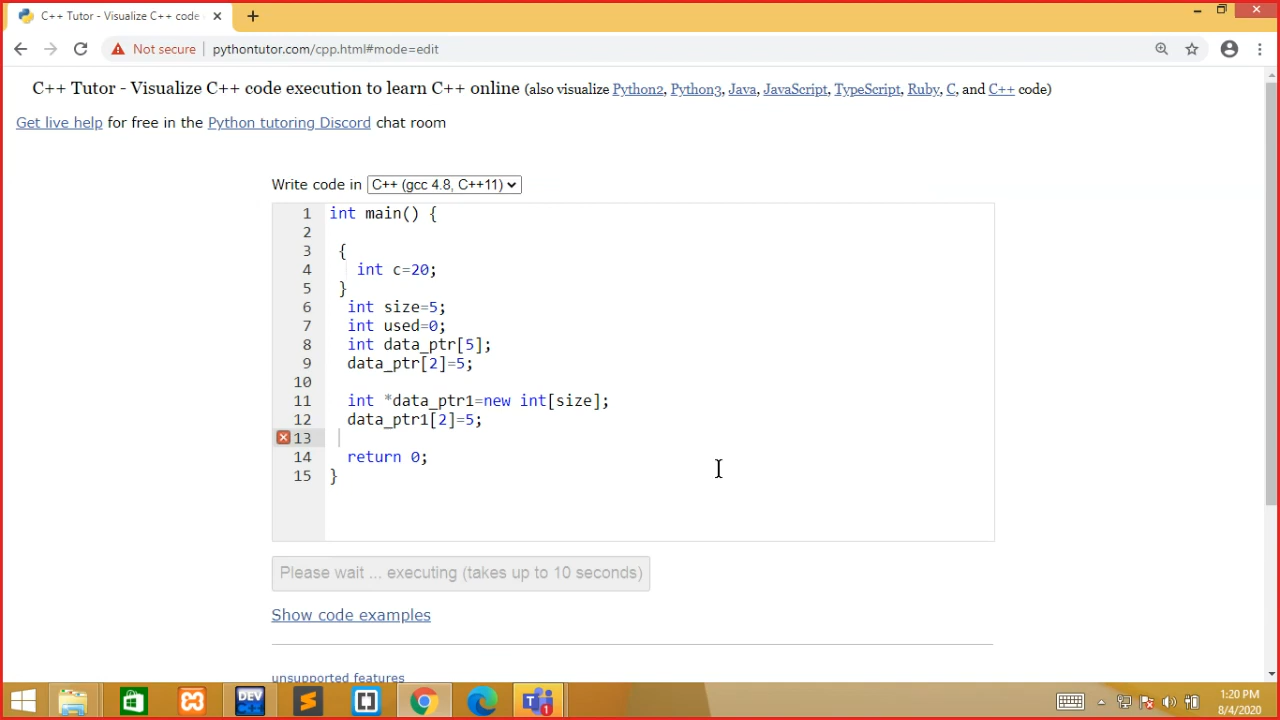 C++ Tutor - Visualize C++ code
Not secure | pythontutor.com/cpp.html#mode=edit
C++ Tutor - Visualize C++ code execution to learn C++ online (also visualize Python2, Python3, Java, JavaScript, TypeScript, Ruby, C, and C++ code)
Get live help for free in the Python tutoring Discord chat room
Write code in C++ (gcc 4.8, C++11)
1 int main() {
2
3 {
4 int c=20;
5 }
6 int size=5;
7 int used=0;
8 int data_ptr[5];
9 data_ptr[2]=5;
10
11 int *data_ptr1=new int[size];
12 data_ptr1[2]=5;
13
14 return 0;
15 }
Please wait ... executing (takes up to 10 seconds)
Show code examples
unsupported features
DEV
1
1:20 PM
8/4/2020